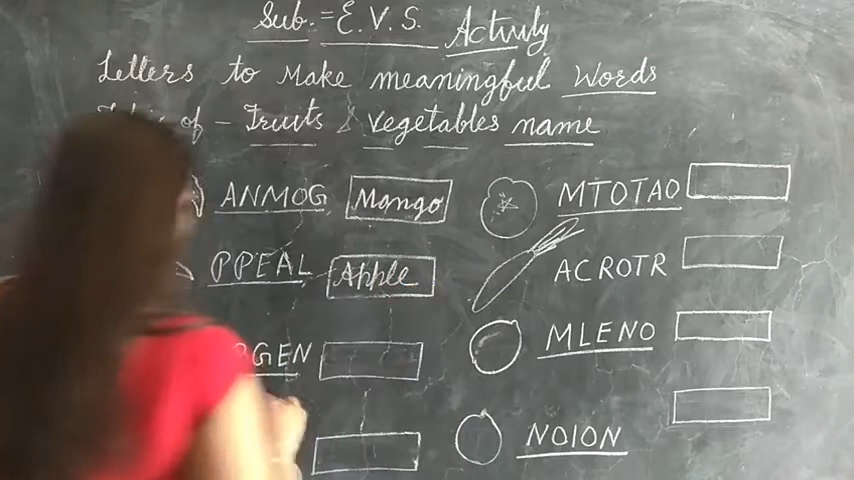 Sub. = E.V.S. Activity
Letters to Make meaningful Words
of - Fruits & vegetables name
ANMOG Mango MTOTAO
PPEAL Apple ACROTR
GEN MLENO
NOION